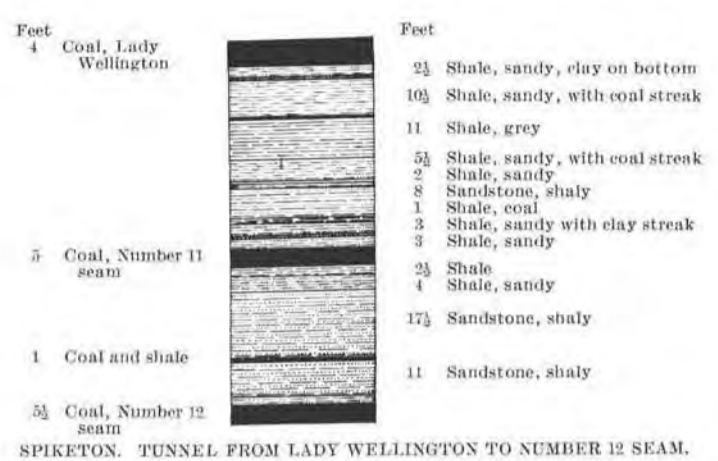 Feet
4 Coal, Lady
Wellington
5 Coal, Number 11
seam
1 Coal and shale
5½ Coal, Number 12
seam
Feet
2½ Shale, sandy, clay on bottom
10½ Shale, sandy, with coal streak
11 Shale, grey
5½ Shale, sandy, with coal streak
2 Shale, sandy
8 Sandstone, shaly
1 Shale, coal
3 Shale, sandy with clay streak
3 Shale, sandy
2½ Shale
4 Shale, sandy
17½ Sandstone, shaly
11 Sandstone, shaly
SPIKETON. TUNNEL FROM LADY WELLINGTON TO NUMBER 12 SEAM.